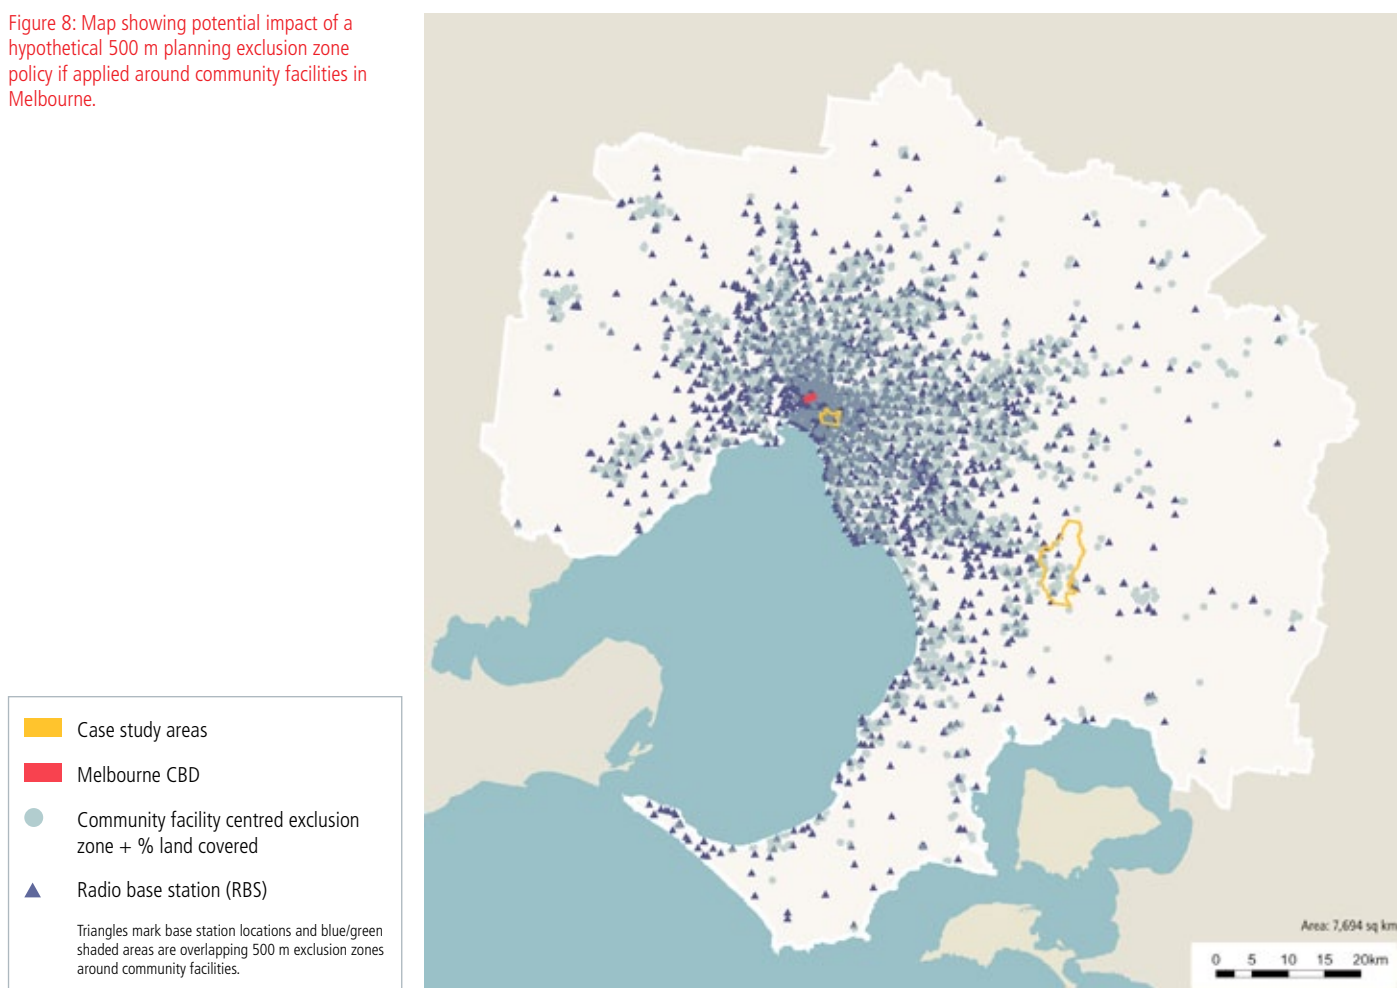 Figure 8: Map showing potential impact of a
hypothetical 500 m planning exclusion zone
policy if applied around community facilities in
Melbourne.
Case study areas
Melbourne CBD
Community facility centred exclusion
zone + % land covered
Radio base station (RBS)
Triangles mark base station locations and blue/green
shaded areas are overlapping 500 m exclusion zones
around community facilities.
Area: 7,694 sq km
0 5 10 15 20km